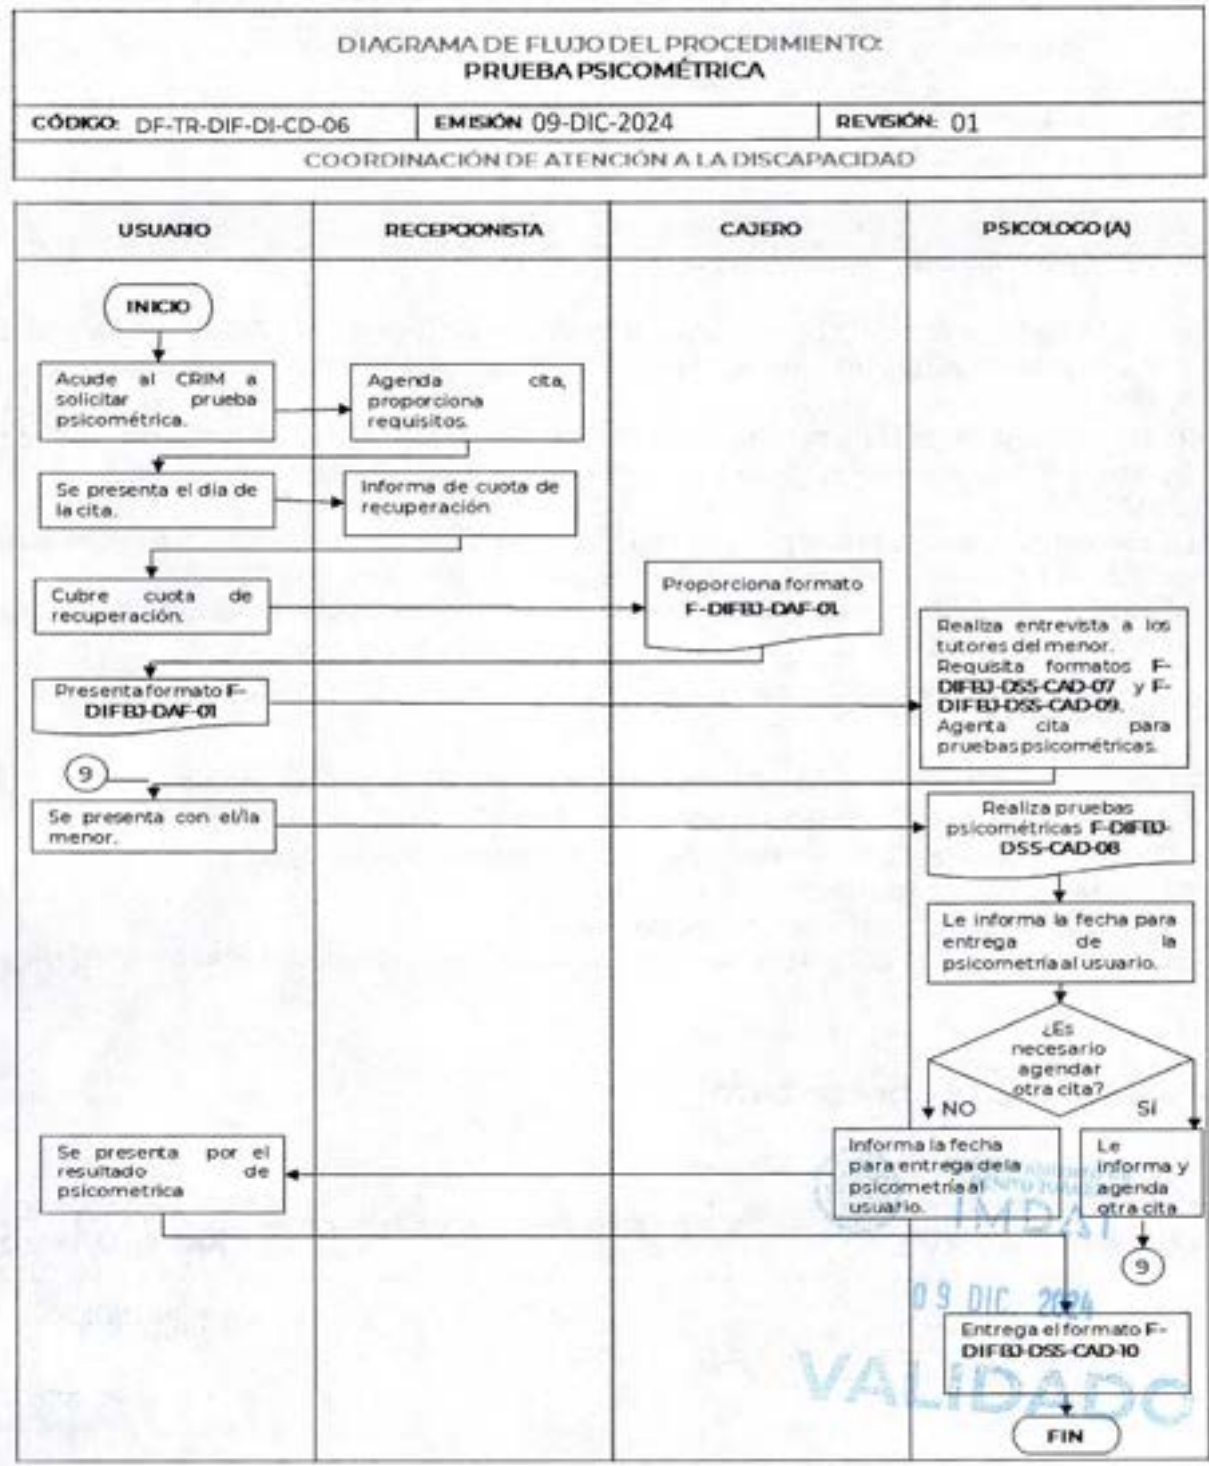 DIAGRAMA DE FLUJO DEL PROCEDIMIENTO:
PRUEBA PSICOMÉTRICA
CÓDIGO: DF-TR-DIF-DI-CD-06
EMISIÓN 09-DIC-2024
REVISIÓN: 01
COORDINACIÓN DE ATENCIÓN A LA DISCAPACIDAD
USUARIO
RECEPCIONISTA
CAJERO
PSICOLOGO (A)
INICIO
Acude al CRIM a
solicitar prueba
psicométrica.
Agenda cita,
proporciona
requisitos.
Se presenta el día de
la cita.
Informa de cuota de
recuperación
Cubre cuota de
recuperación.
Proporciona formato
F-DIFBJ-DAF-01.
Presenta formato F-
DIFBJ-DAF-01
Realiza entrevista a los
tutores del menor.
Requisita formatos F-
DIFBJ-DSS-CAD-07 y F-
DIFBJ-DSS-CAD-09.
Agenta cita para
pruebas psicométricas.
9
Se presenta con el/la
menor.
Realiza pruebas
psicométricas F-DIFBJ-
DSS-CAD-08
Le informa la fecha para
entrega de la
psicometría al usuario.
¿Es
necesario
agendar
otra cita?
NO
SÍ
Se presenta por el
resultado de
psicometrica
Informa la fecha
para entrega de la
psicometría al
usuario.
Le
informa y
agenda
otra cita
IMDAI
9
09 DIC 2024
Entrega el formato F-
DIFBJ-DSS-CAD-10
VALIDADO
FIN